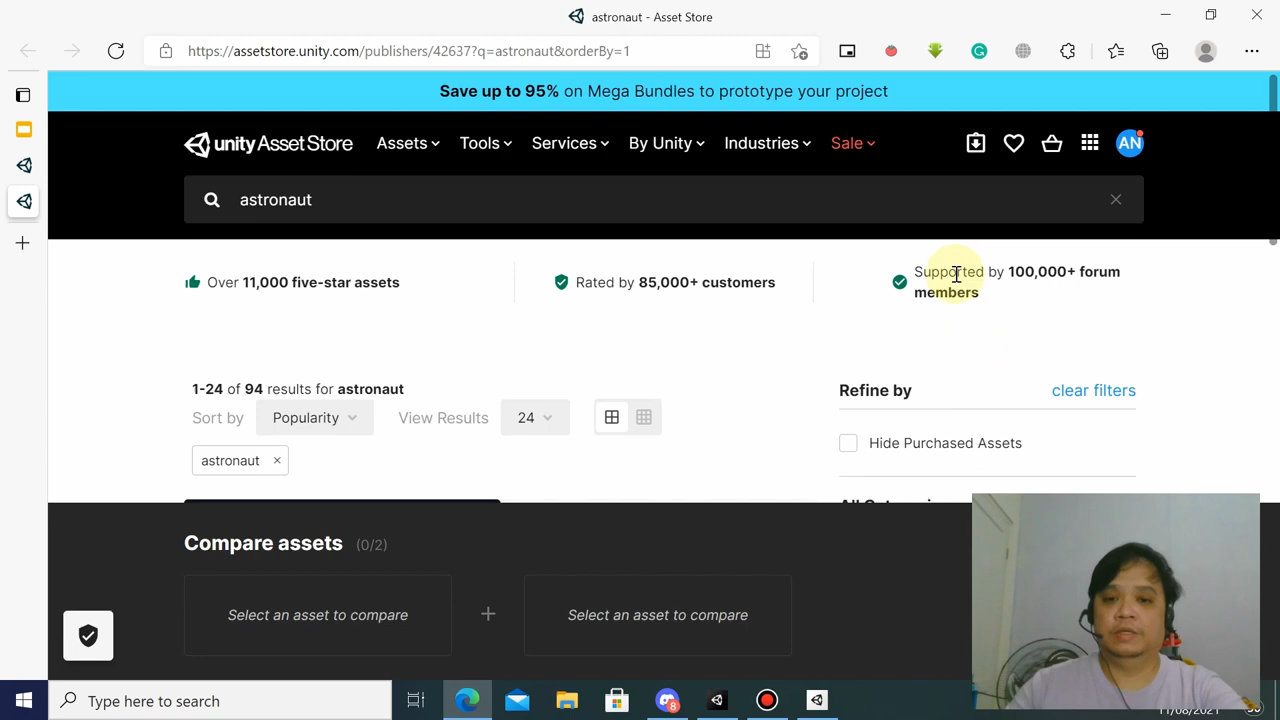 astronaut - Asset Store
https://assetstore.unity.com/publishers/42637?q=astronaut&orderBy=1
Save up to 95% on Mega Bundles to prototype your project
unity Asset Store Assets Tools Services By Unity Industries Sale AN
astronaut
Over 11,000 five-star assets
Rated by 85,000+ customers
Supported by 100,000+ forum
members
1-24 of 94 results for astronaut
Sort by Popularity View Results 24
astronaut ×
Refine by clear filters
Hide Purchased Assets
Compare assets (0/2)
Select an asset to compare + Select an asset to compare
Type here to search
8